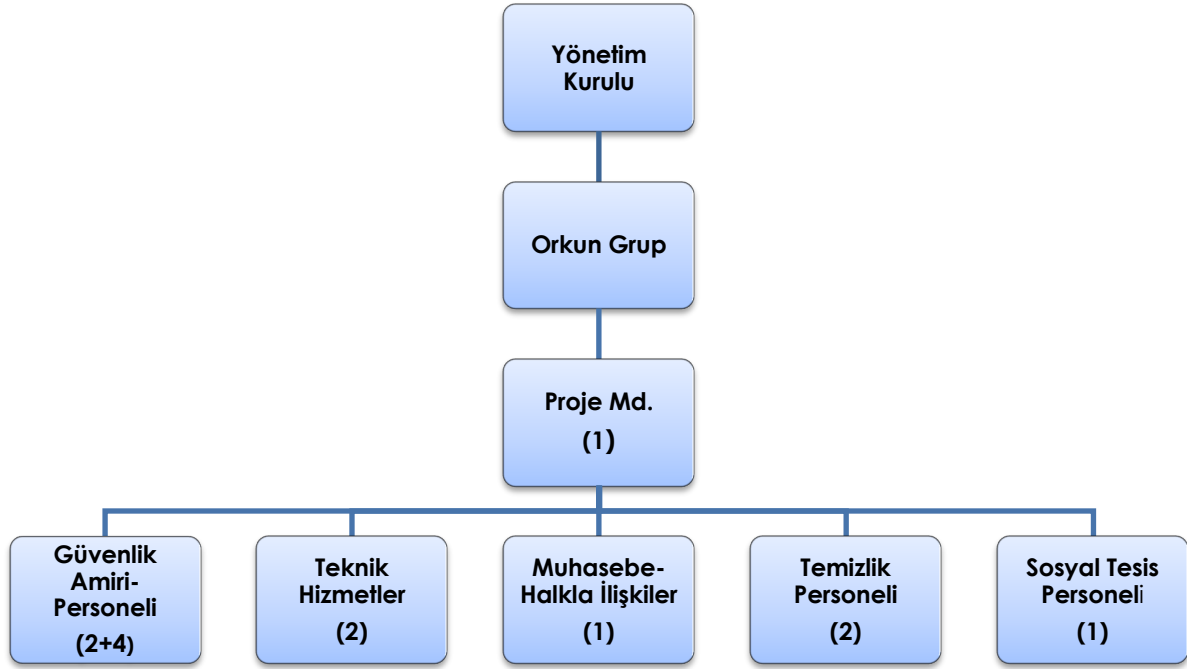 Yönetim
Kurulu
Orkun Grup
Proje Md.
(1)
Güvenlik
Amiri-
Personeli
(2+4)
Teknik
Hizmetler
(2)
Muhasebe-
Halkla İlişkiler
(1)
Temizlik
Personeli
(2)
Sosyal Tesis
Personeli
(1)